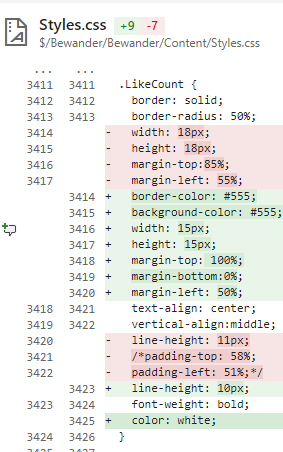 Styles.css +9 -7
$/Bewander/Bewander/Content/Styles.css
... ...
3411 3411 .LikeCount {
3412 3412 border: solid;
3413 3413 border-radius: 50%;
3414 - width: 18px;
3415 - height: 18px;
3416 - margin-top:85%;
3417 - margin-left: 55%;
3414 + border-color: #555;
3415 + background-color: #555;
3416 + width: 15px;
3417 + height: 15px;
3418 + margin-top: 100%;
3419 + margin-bottom:0%;
3420 + margin-left: 50%;
3418 3421 text-align: center;
3419 3422 vertical-align:middle;
3420 - line-height: 11px;
3421 - /*padding-top: 58%;
3422 - padding-left: 51%;*/
3423 + line-height: 10px;
3423 3424 font-weight: bold;
3425 + color: white;
3424 3426 }